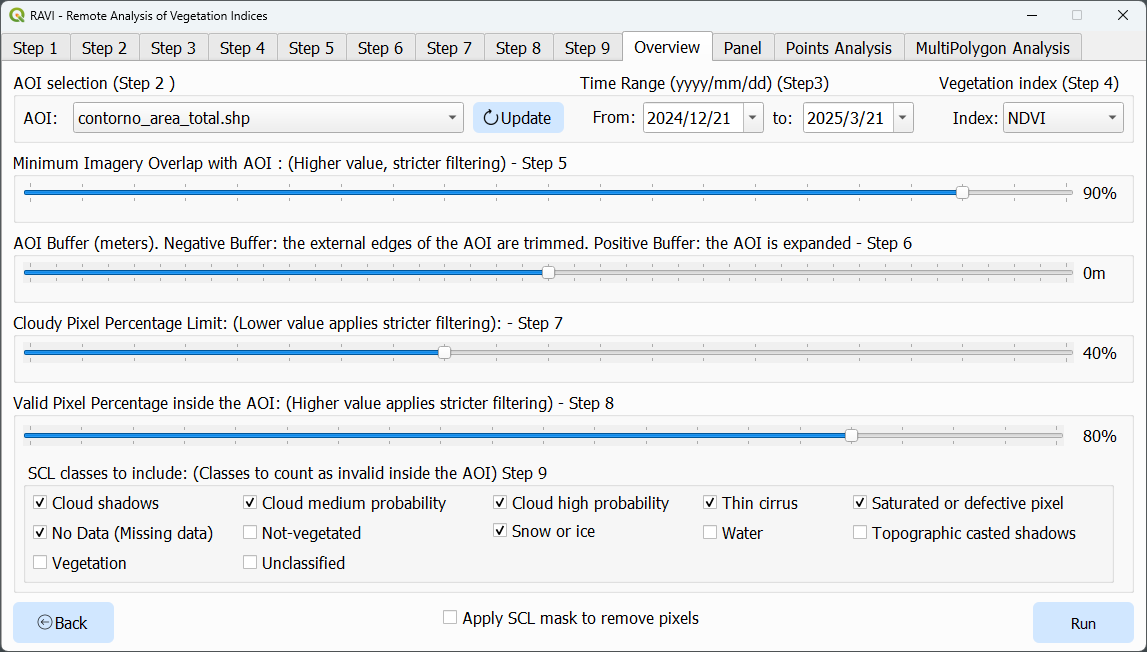 RAVI - Remote Analysis of Vegetation Indices
Step 1 Step 2 Step 3 Step 4 Step 5 Step 6 Step 7 Step 8 Step 9 Overview Panel Points Analysis MultiPolygon Analysis
AOI selection (Step 2 ) Time Range (yyyy/mm/dd) (Step3) Vegetation index (Step 4)
AOI: contorno_area_total.shp Update From: 2024/12/21 to: 2025/3/21 Index: NDVI
Minimum Imagery Overlap with AOI : (Higher value, stricter filtering) - Step 5
90%
AOI Buffer (meters). Negative Buffer: the external edges of the AOI are trimmed. Positive Buffer: the AOI is expanded - Step 6
0m
Cloudy Pixel Percentage Limit: (Lower value applies stricter filtering): - Step 7
40%
Valid Pixel Percentage inside the AOI: (Higher value applies stricter filtering) - Step 8
80%
SCL classes to include: (Classes to count as invalid inside the AOI) Step 9
Cloud shadows Cloud medium probability Cloud high probability Thin cirrus Saturated or defective pixel
No Data (Missing data) Not-vegetated Snow or ice Water Topographic casted shadows
Vegetation Unclassified
Back Apply SCL mask to remove pixels Run